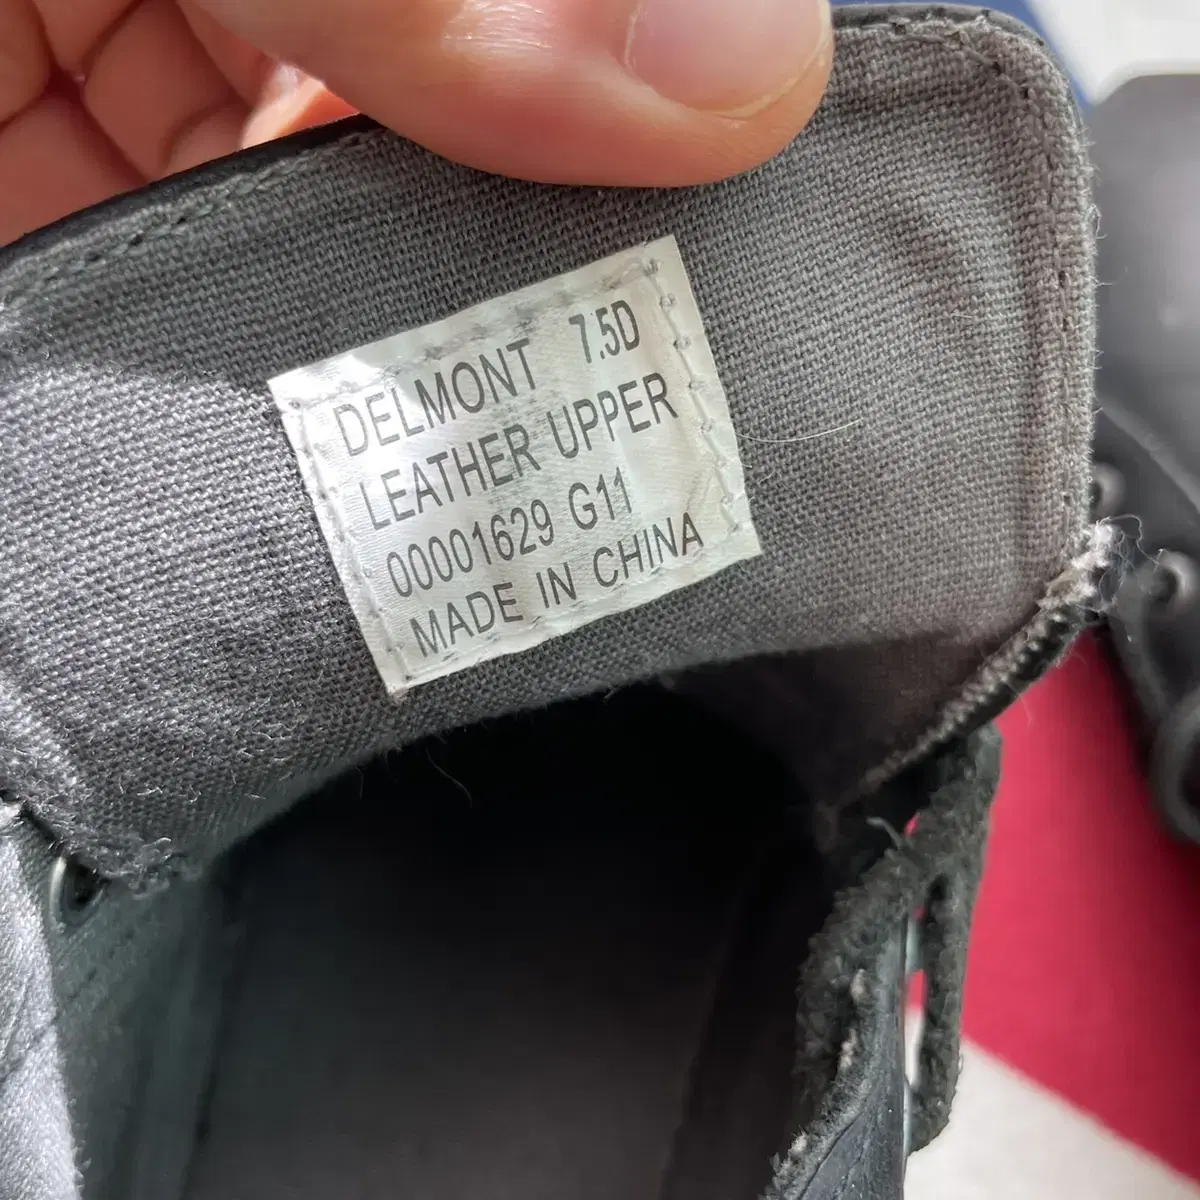 DELMONT 7.5D
LEATHER UPPER
00001629 G11
MADE IN CHINA